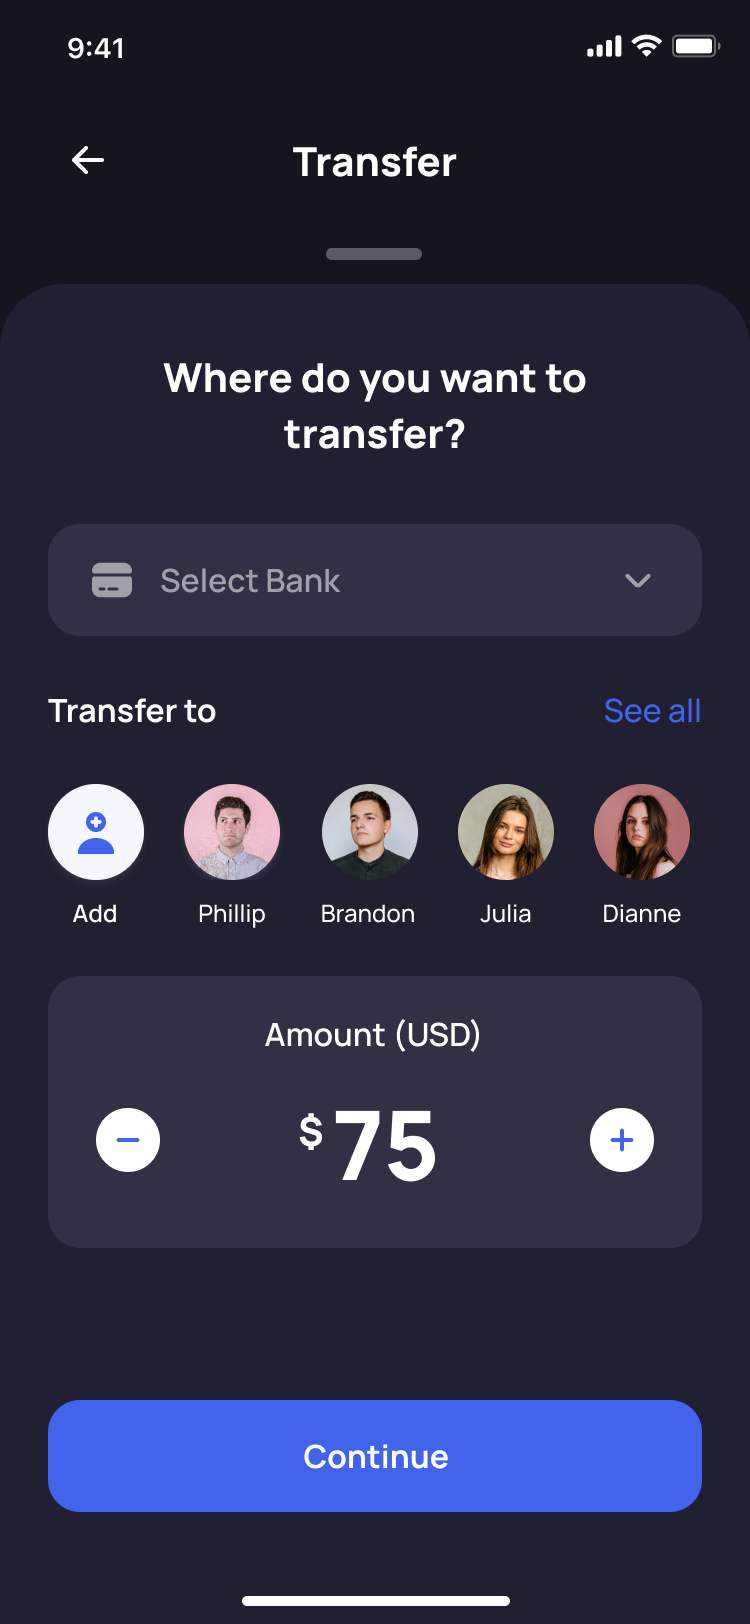 9:41
Transfer
Where do you want to
transfer?
Select Bank
Transfer to
See all
Add
Phillip
Brandon
Julia
Dianne
Amount (USD)
$75
Continue